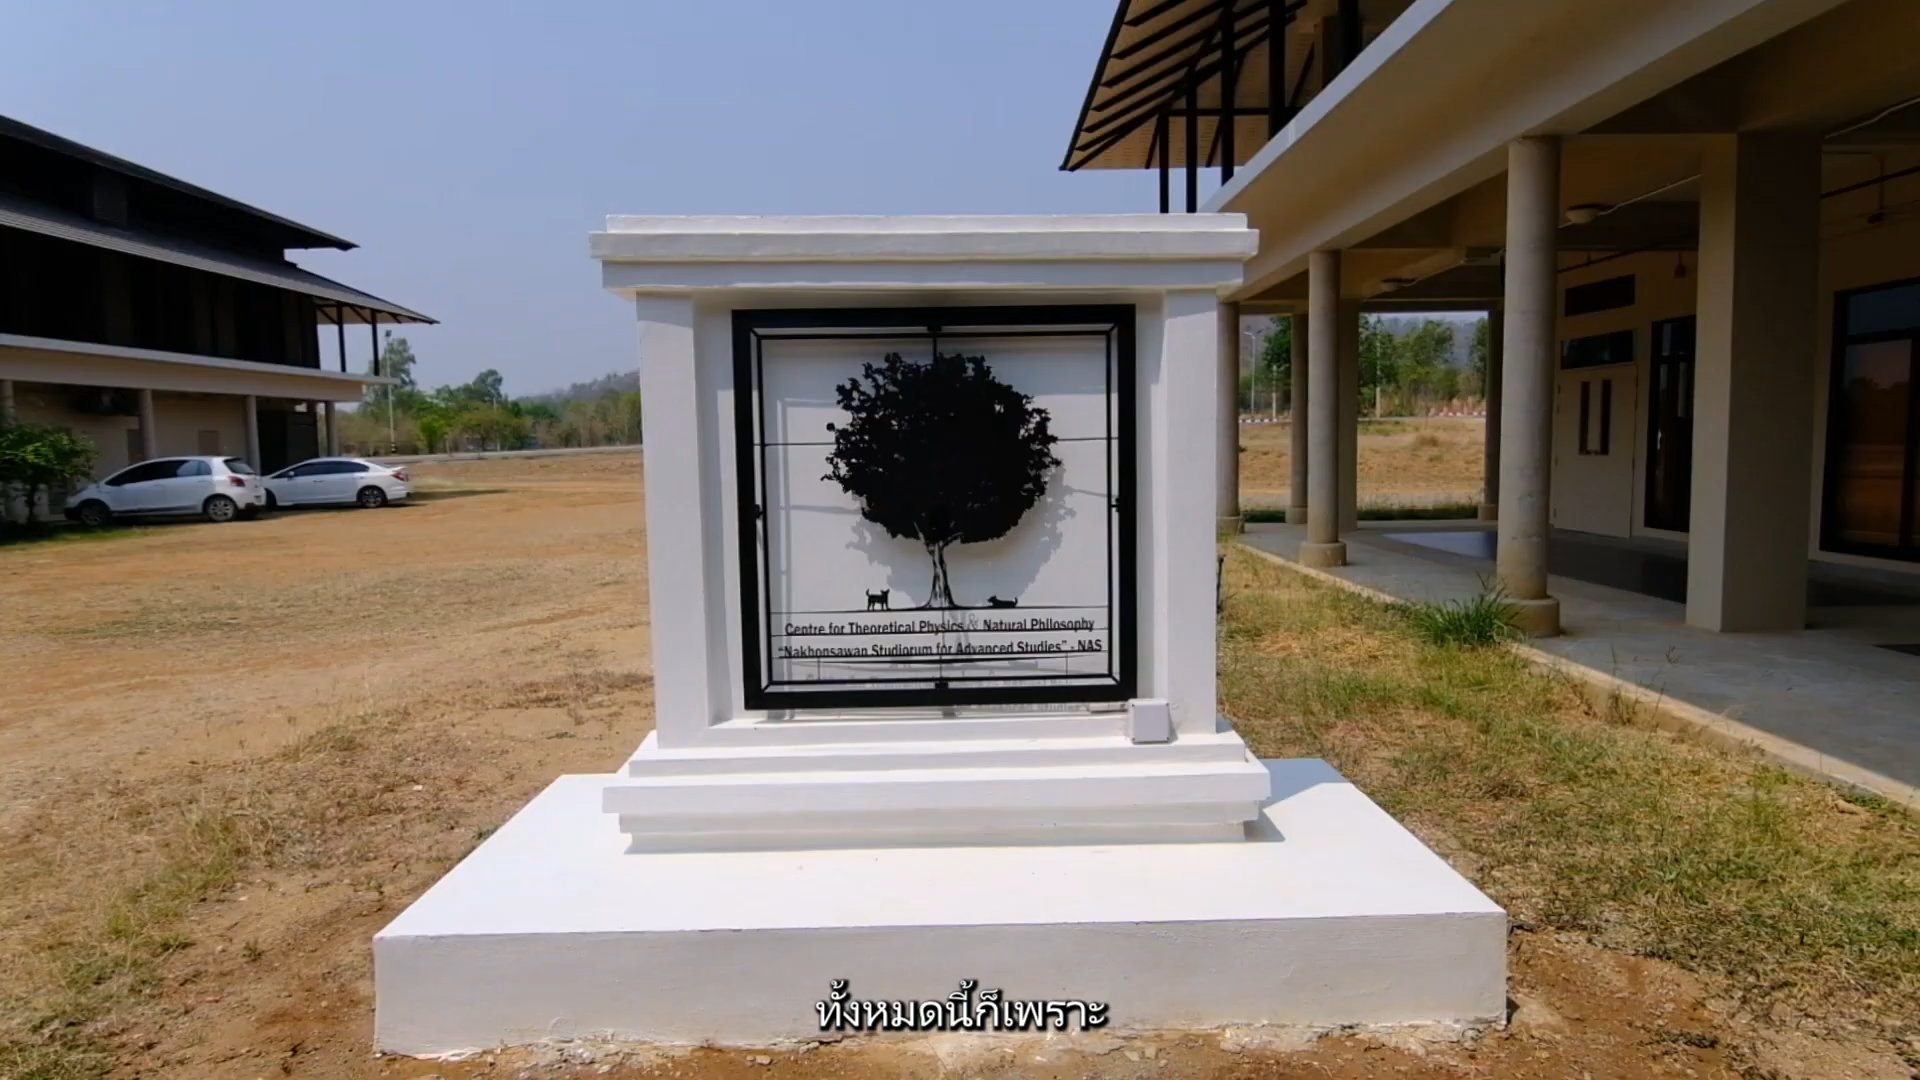 Centre for Theoretical Physics & Natural Philosophy
"Nakhonsawan Studiorum for Advanced Studies" - NAS
ทั้งหมดนี้ก็เพราะ